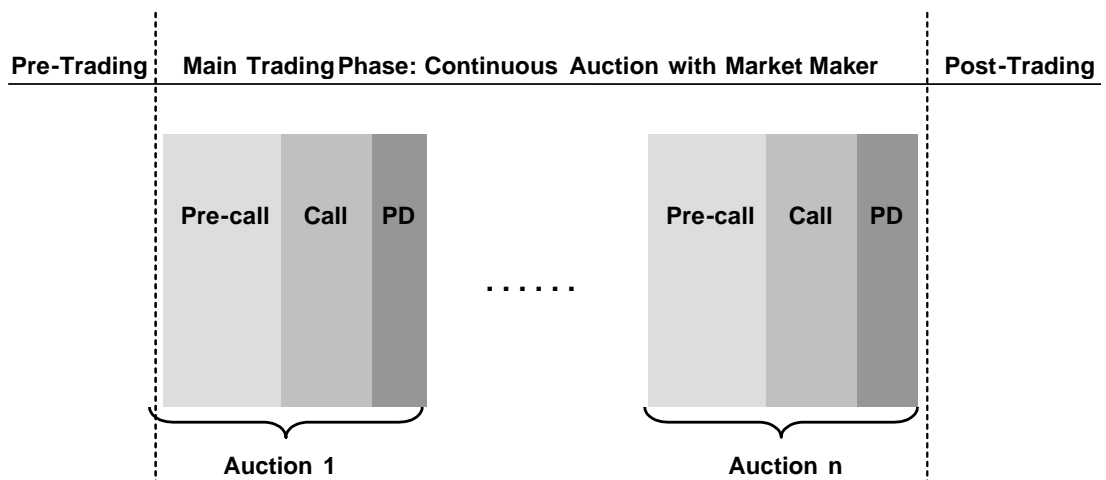 Pre-Trading Main Trading Phase: Continuous Auction with Market Maker Post-Trading
Pre-call Call PD Pre-call Call PD
. . . . . .
Auction 1 Auction n